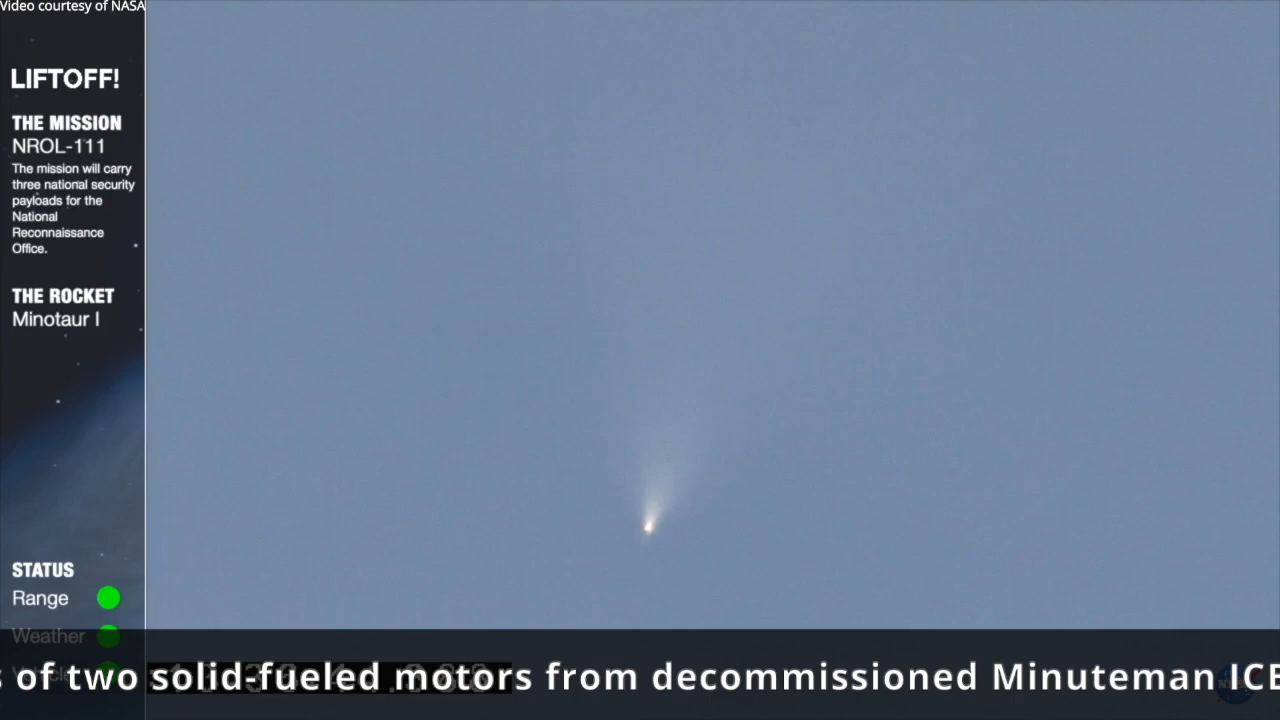 Video courtesy of NASA
LIFTOFF!
THE MISSION
NROL-111
The mission will carry
three national security
payloads for the
National
Reconnaissance
Office.
THE ROCKET
Minotaur I
STATUS
Range
Weather
of two solid-fueled motors from decommissioned Minuteman